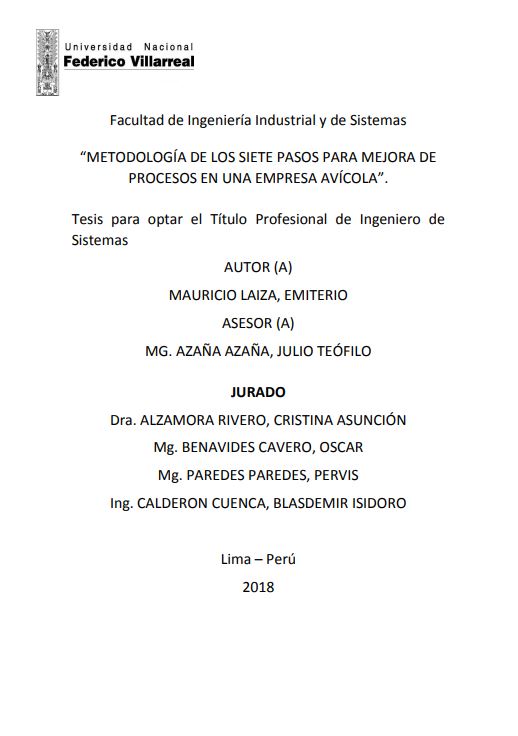 Universidad Nacional
Federico Villarreal
Facultad de Ingeniería Industrial y de Sistemas
“METODOLOGÍA DE LOS SIETE PASOS PARA MEJORA DE
PROCESOS EN UNA EMPRESA AVÍCOLA”.
Tesis para optar el Título Profesional de Ingeniero de
Sistemas
AUTOR (A)
MAURICIO LAIZA, EMITERIO
ASESOR (A)
MG. AZAÑA AZAÑA, JULIO TEÓFILO
JURADO
Dra. ALZAMORA RIVERO, CRISTINA ASUNCIÓN
Mg. BENAVIDES CAVERO, OSCAR
Mg. PAREDES PAREDES, PERVIS
Ing. CALDERON CUENCA, BLASDEMIR ISIDORO
Lima – Perú
2018